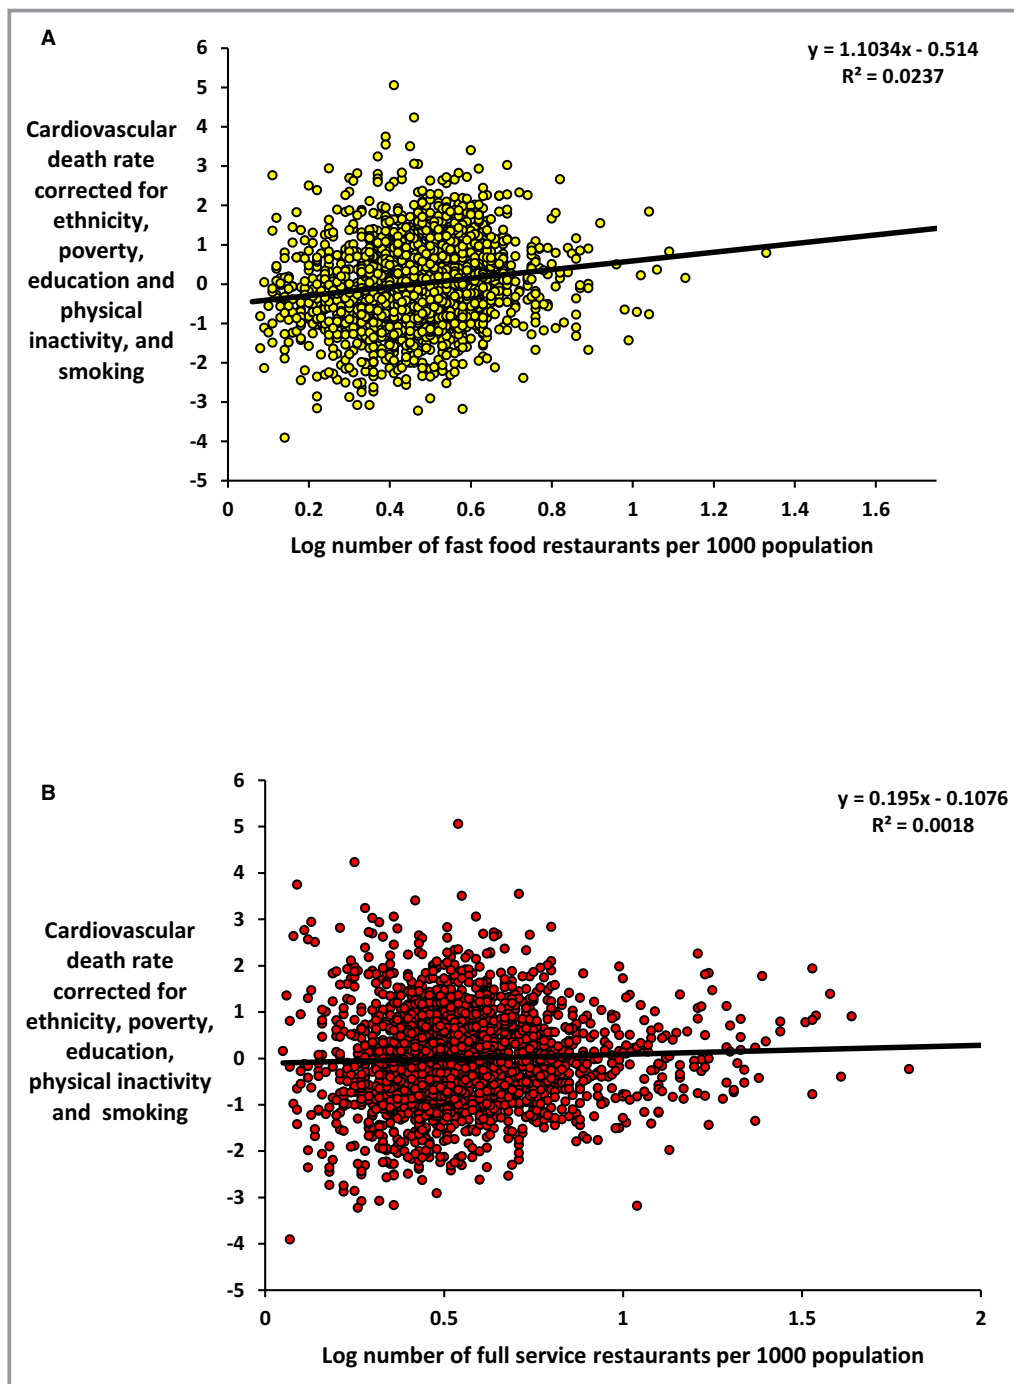 A
y = 1.1034x - 0.514
R² = 0.0237
Cardiovascular
death rate
corrected for
ethnicity,
poverty,
education and
physical
inactivity, and
smoking
6
5
4
3
2
1
0
-1
-2
-3
-4
-5
0 0.2 0.4 0.6 0.8 1 1.2 1.4 1.6
Log number of fast food restaurants per 1000 population
B
y = 0.195x - 0.1076
R² = 0.0018
Cardiovascular
death rate
corrected for
ethnicity, poverty,
education,
physical inactivity
and smoking
6
5
4
3
2
1
0
-1
-2
-3
-4
-5
0 0.5 1 1.5 2
Log number of full service restaurants per 1000 population